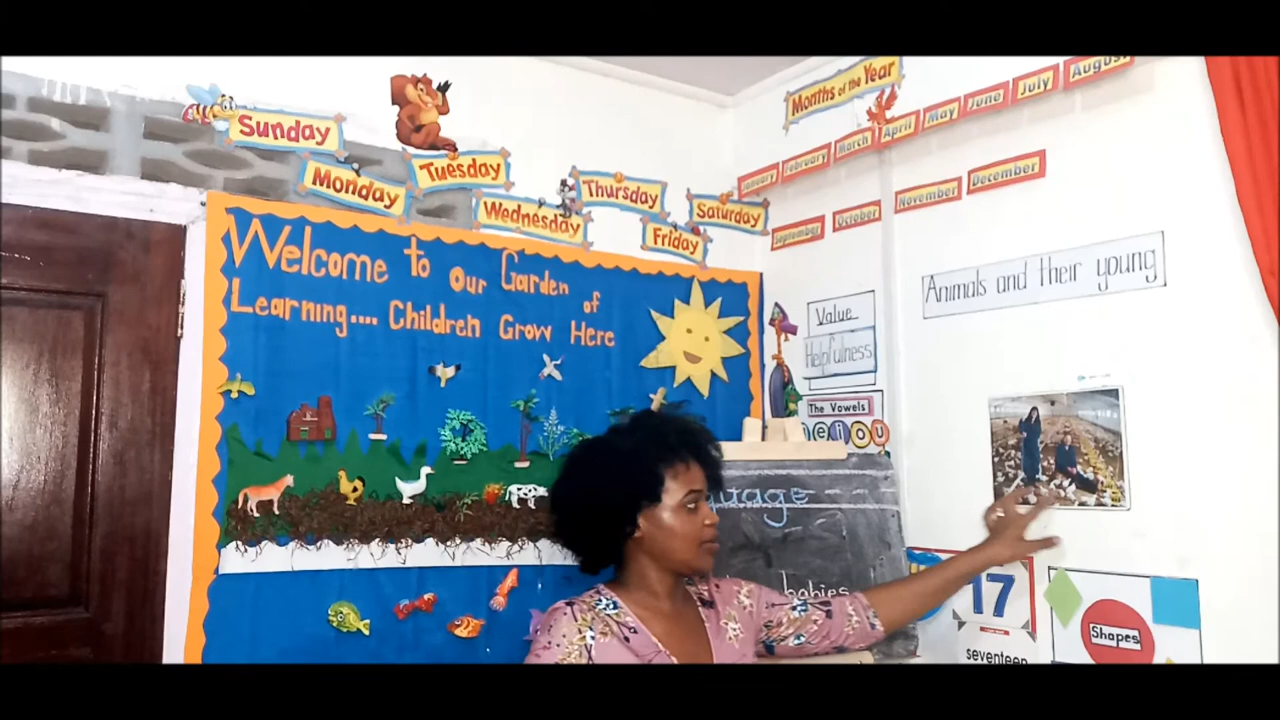 Sunday
Monday
Tuesday
Wednesday
Thursday
Friday
Saturday
Months of the Year
January
February
March
April
May
June
July
August
September
October
November
December
Welcome to Our Garden of
Learning.... Children Grow Here
Animals and their young
Value
Helpfulness
The Vowels
e i o u
guage
babies
17
seventeen
Shapes